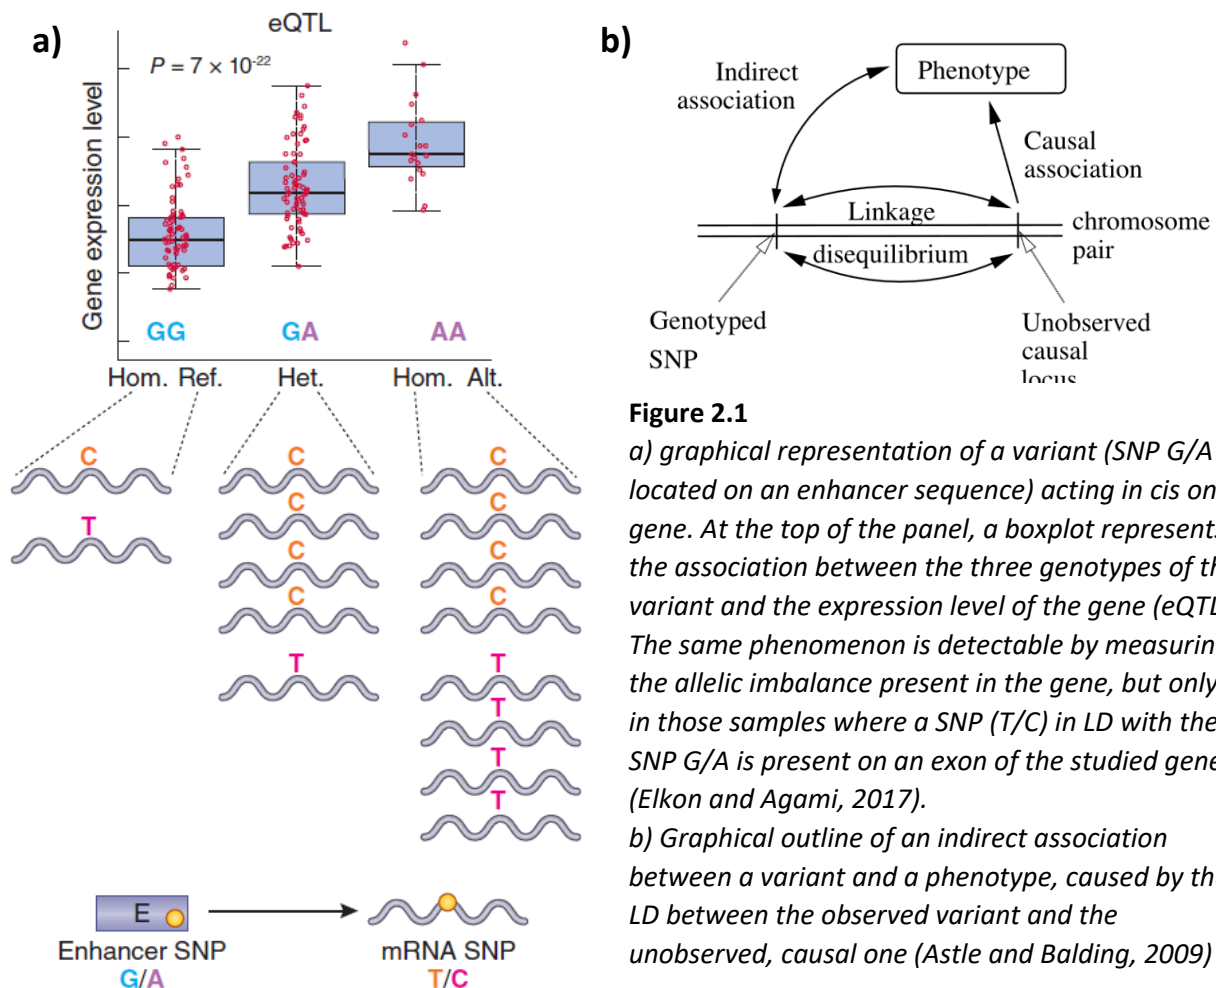 a)
eQTL
P = 7 × 10-22
Gene expression level
GG
GA
AA
Hom. Ref.
Het.
Hom. Alt.
C
T
C
C
C
C
T
C
C
C
C
T
T
T
T
E
Enhancer SNP
G/A
mRNA SNP
T/C
b)
Phenotype
Indirect
association
Causal
association
Linkage
disequilibrium
chromosome
pair
Genotyped
SNP
Unobserved
causal
locus
Figure 2.1
a) graphical representation of a variant (SNP G/A
located on an enhancer sequence) acting in cis on
gene. At the top of the panel, a boxplot represents
the association between the three genotypes of th
variant and the expression level of the gene (eQTL
The same phenomenon is detectable by measurin
the allelic imbalance present in the gene, but only
in those samples where a SNP (T/C) in LD with the
SNP G/A is present on an exon of the studied gene
(Elkon and Agami, 2017).
b) Graphical outline of an indirect association
between a variant and a phenotype, caused by th
LD between the observed variant and the
unobserved, causal one (Astle and Balding, 2009)